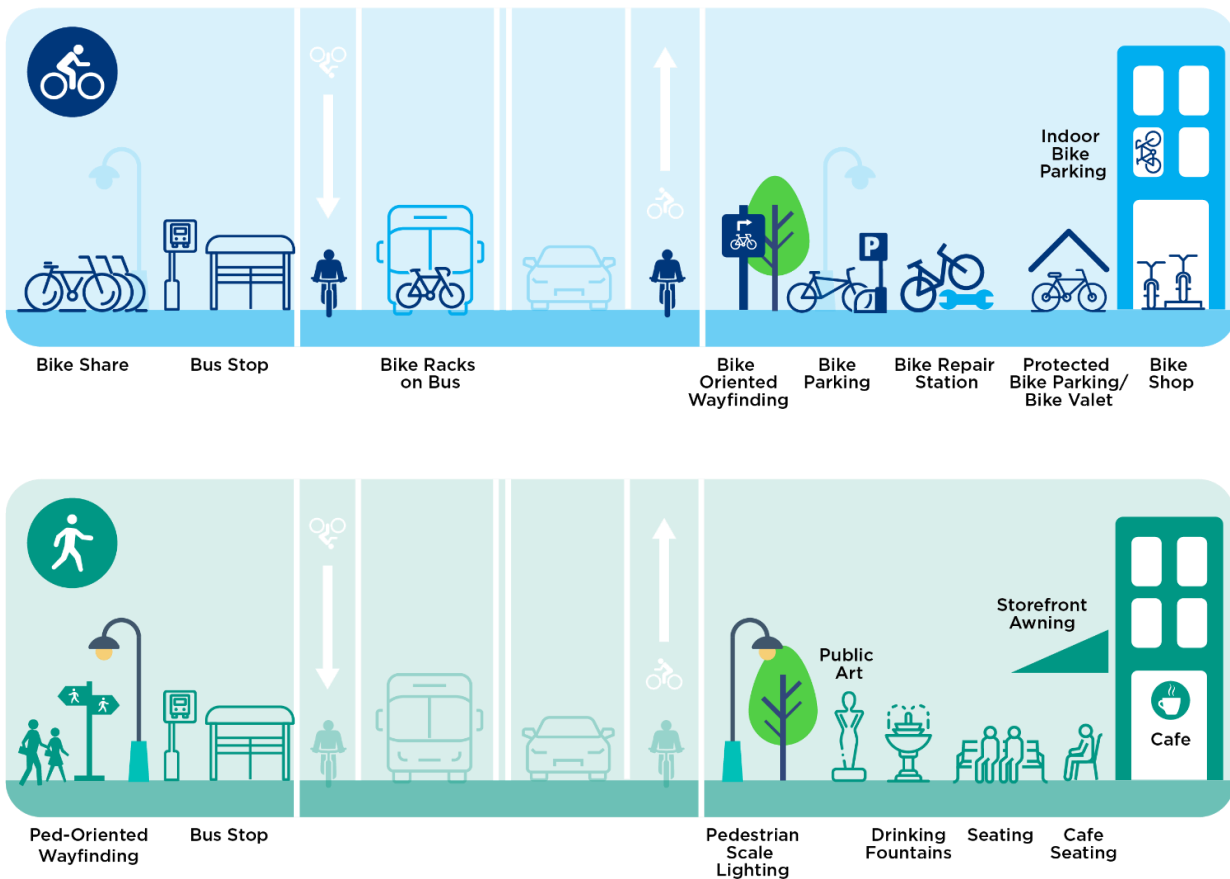 Indoor
Bike
Parking
P
Bike Share
Bus Stop
Bike Racks
on Bus
Bike
Oriented
Wayfinding
Bike
Parking
Bike Repair
Station
Protected
Bike Parking/
Bike Valet
Bike
Shop
Storefront
Awning
Public
Art
Cafe
Ped-Oriented
Wayfinding
Bus Stop
Pedestrian
Scale
Lighting
Drinking
Fountains
Seating
Cafe
Seating